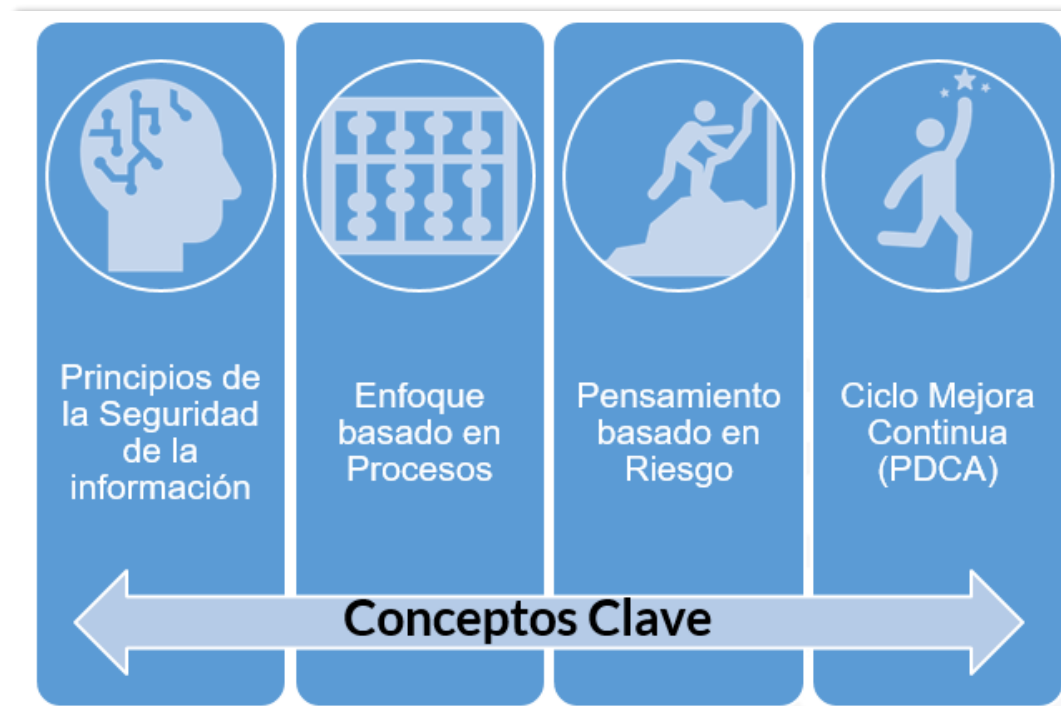 Principios de
la Seguridad
de la
información
Enfoque
basado en
Procesos
Pensamiento
basado en
Riesgo
Ciclo Mejora
Continua
(PDCA)
Conceptos Clave